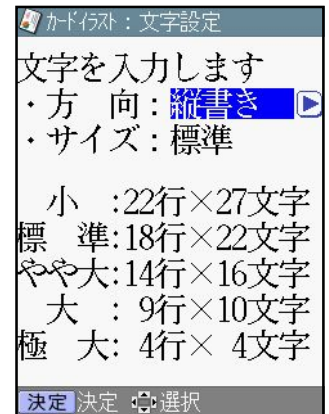 カードイラスト：文字設定
文字を入力します
・方　向：縦書き
・サイズ：標準
小　:22行×27文字
標　準:18行×22文字
やや大:14行×16文字
大　: 9行×10文字
極　大: 4行× 4文字
決定 決定 選択